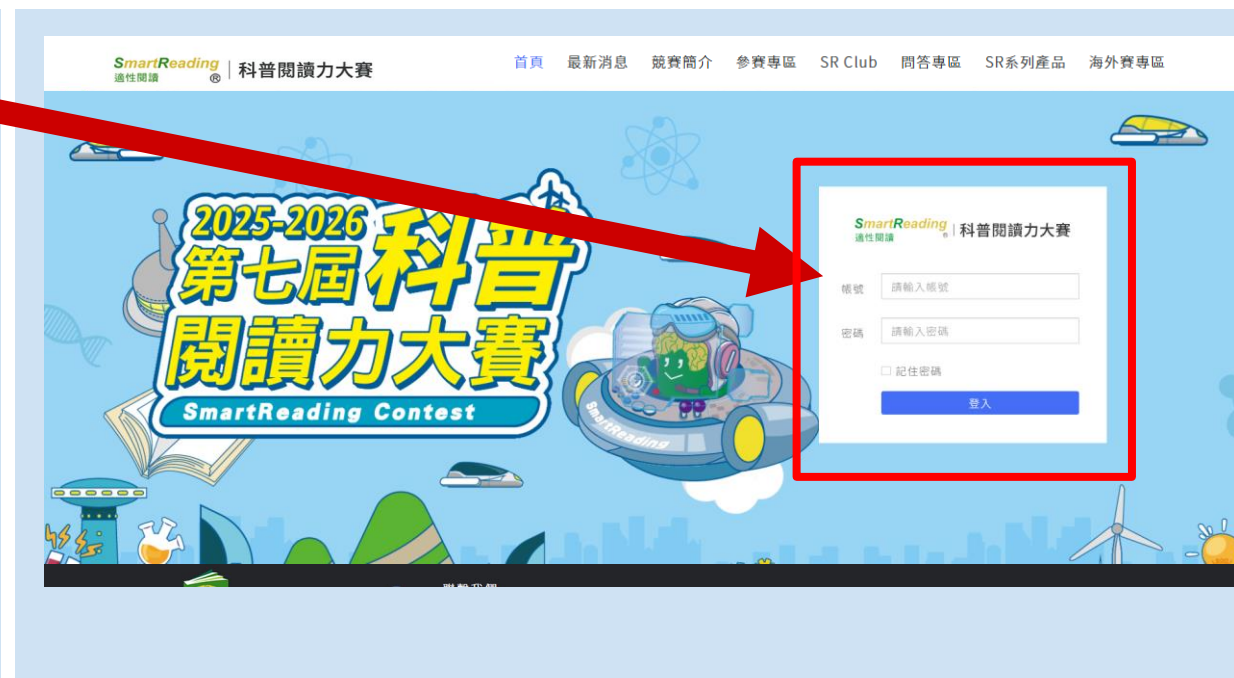 SmartReading
適性閱讀 ® | 科普閱讀力大賽
首頁 最新消息 競賽簡介 參賽專區 SR Club 問答專區 SR系列產品 海外賽專區
2025-2026
第七屆科普
閱讀力大賽
SmartReading Contest
SmartReading
SmartReading
適性閱讀 ® | 科普閱讀力大賽
帳號 請輸入帳號
密碼 請輸入密碼
記住密碼
登入